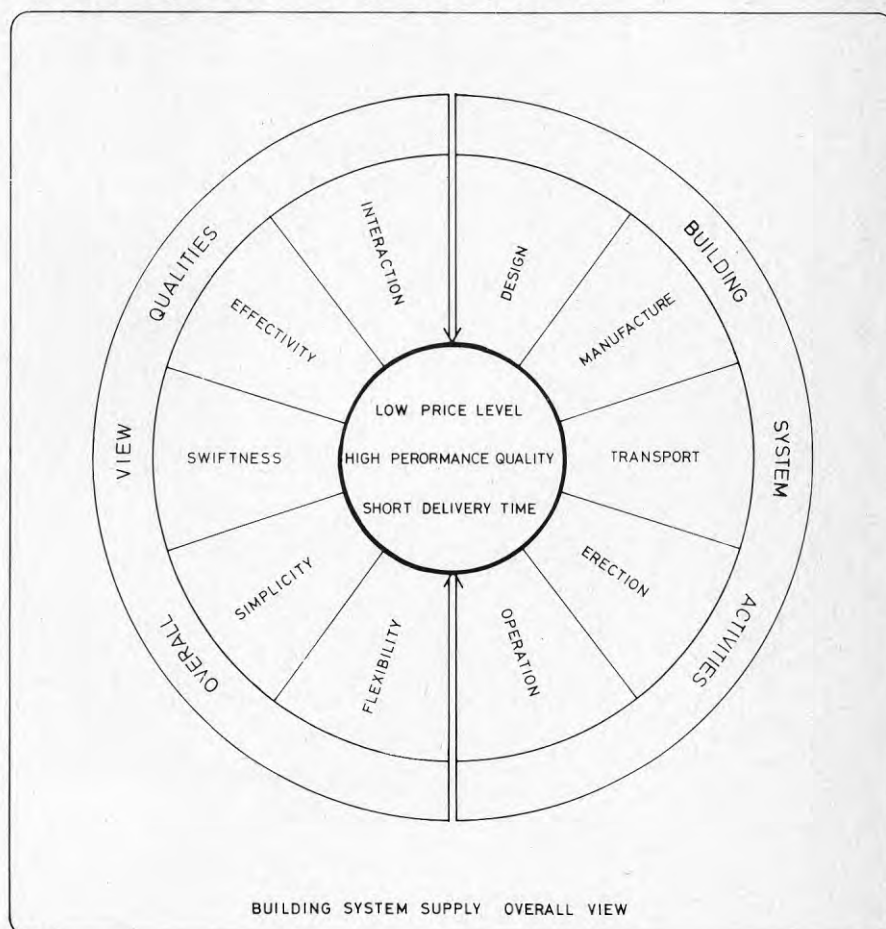 OVERALL VIEW QUALITIES
BUILDING SYSTEM ACTIVITIES
INTERACTION
EFFECTIVITY
SWIFTNESS
SIMPLICITY
FLEXIBILITY
DESIGN
MANUFACTURE
TRANSPORT
ERECTION
OPERATION
LOW PRICE LEVEL
HIGH PERORMANCE QUALITY
SHORT DELIVERY TIME
BUILDING SYSTEM SUPPLY OVERALL VIEW